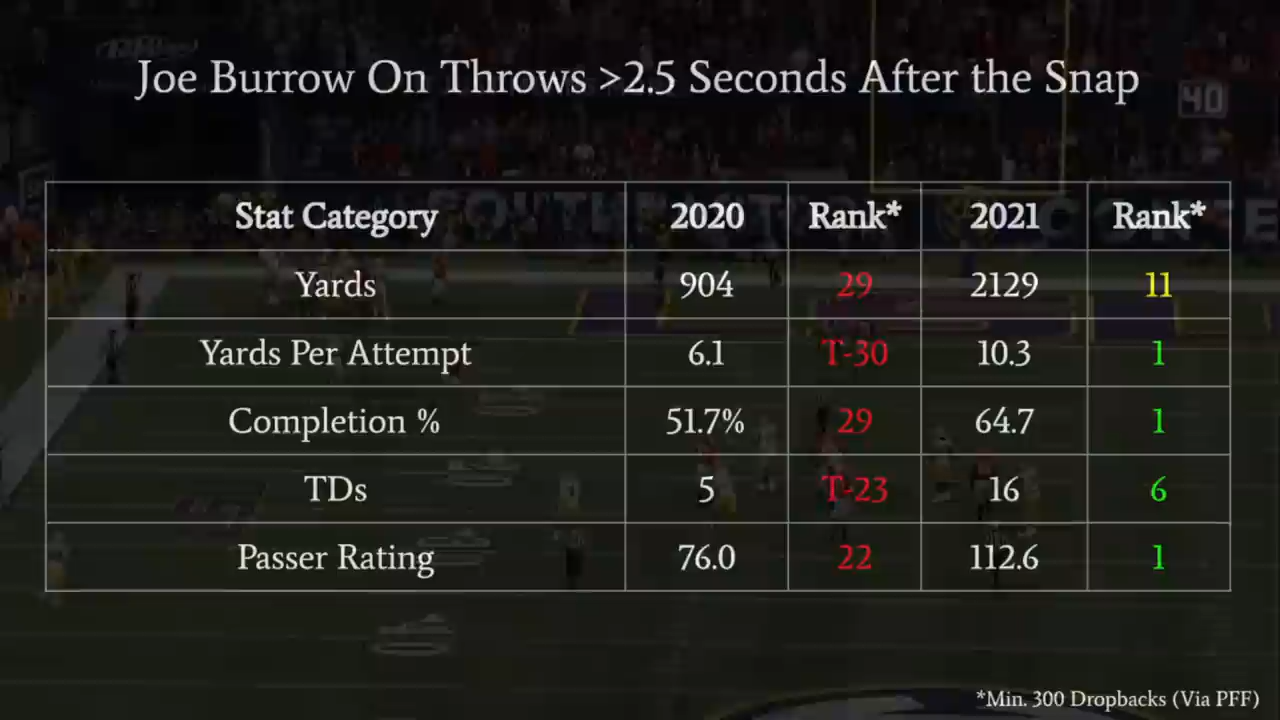 Joe Burrow On Throws >2.5 Seconds After the Snap
40
Stat Category 2020 Rank* 2021 Rank*
Yards 904 29 2129 11
Yards Per Attempt 6.1 T-30 10.3 1
Completion % 51.7% 29 64.7 1
TDs 5 T-23 16 6
Passer Rating 76.0 22 112.6 1
*Min. 300 Dropbacks (Via PFF)